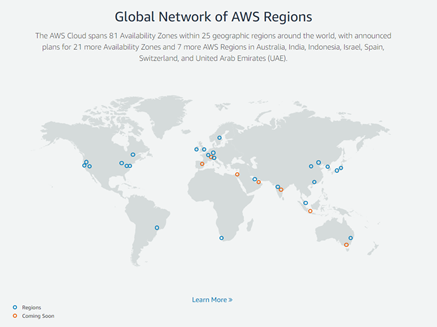 Global Network of AWS Regions
The AWS Cloud spans 81 Availability Zones within 25 geographic regions around the world, with announced
plans for 21 more Availability Zones and 7 more AWS Regions in Australia, India, Indonesia, Israel, Spain,
Switzerland, and United Arab Emirates (UAE).
Learn More »
Regions
Coming Soon